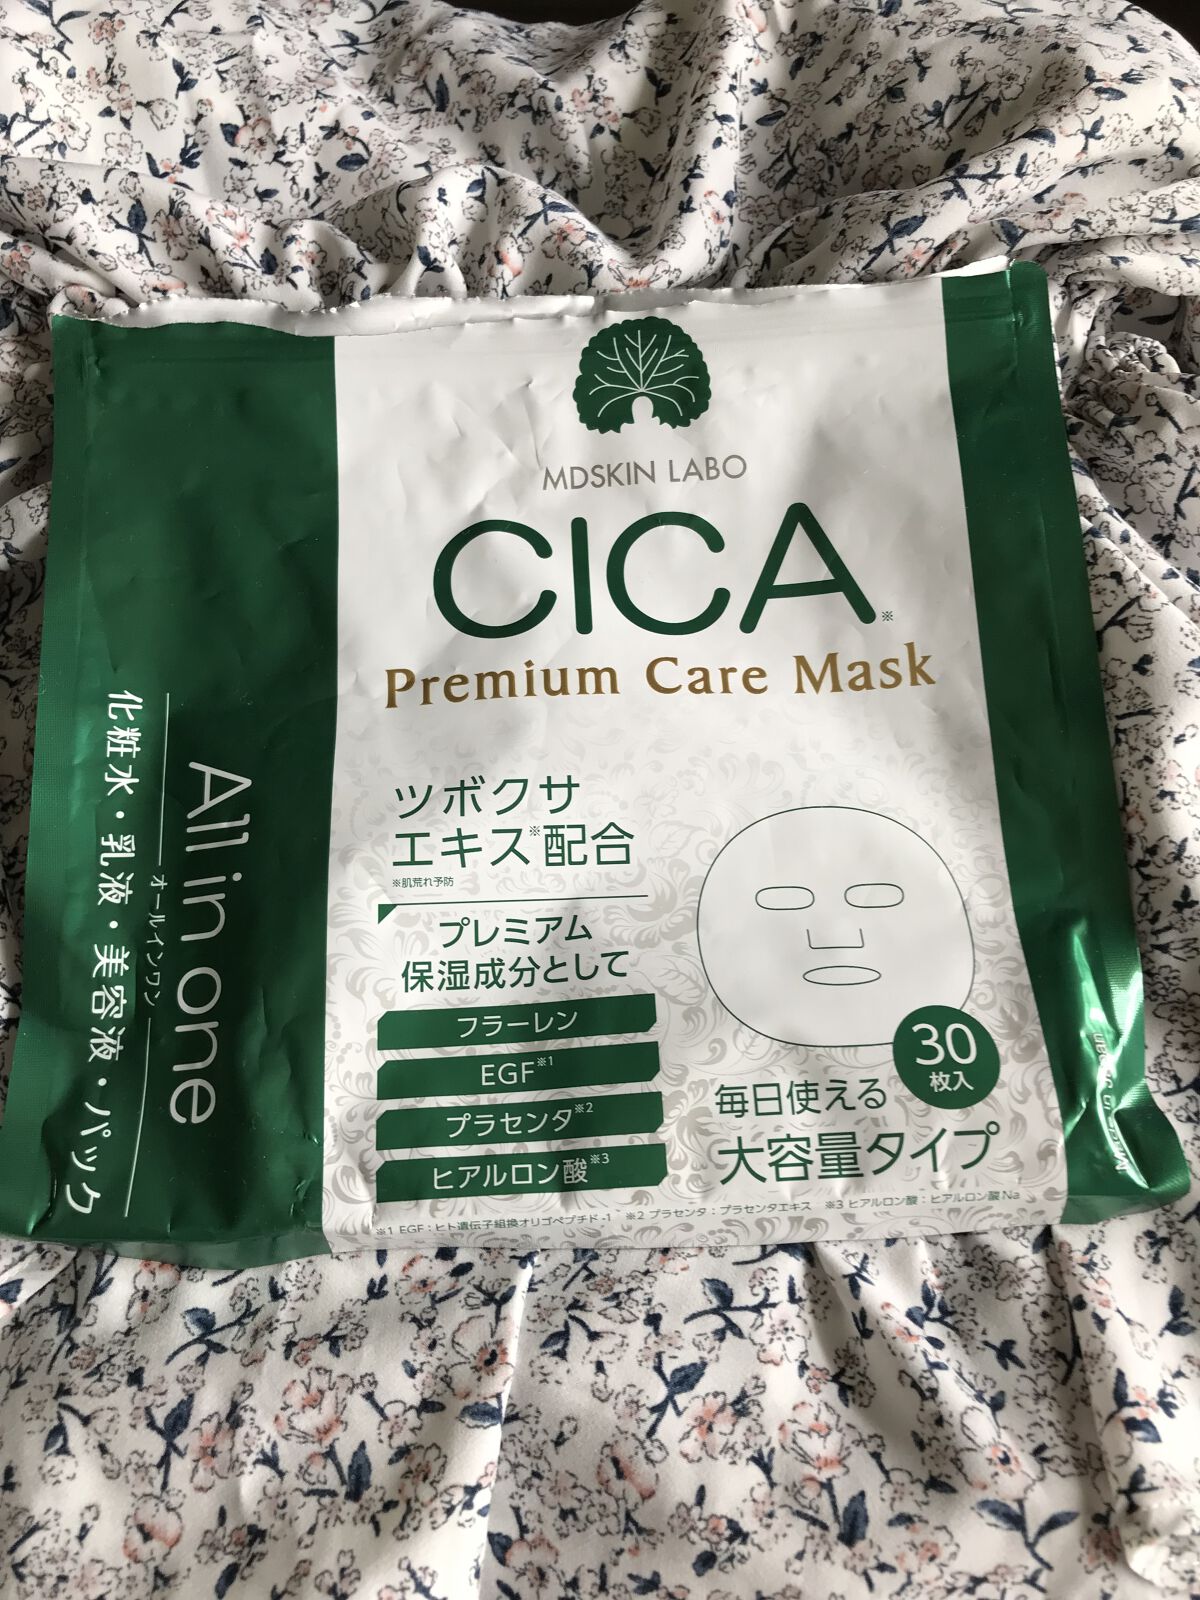 MDSKIN LABO
CICA※
Premium Care Mask
ツボクサ
エキス※配合
※肌荒れ予防
プレミアム
保湿成分として
フラーレン
EGF※1
プラセンタ※2
ヒアルロン酸※3
30
枚入
毎日使える
大容量タイプ
※1 EGF：ヒト遺伝子組換オリゴペプチド-1 ※2 プラセンタ：プラセンタエキス ※3 ヒアルロン酸：ヒアルロン酸Na
All in one
オールインワン
化粧水・乳液・美容液・パック